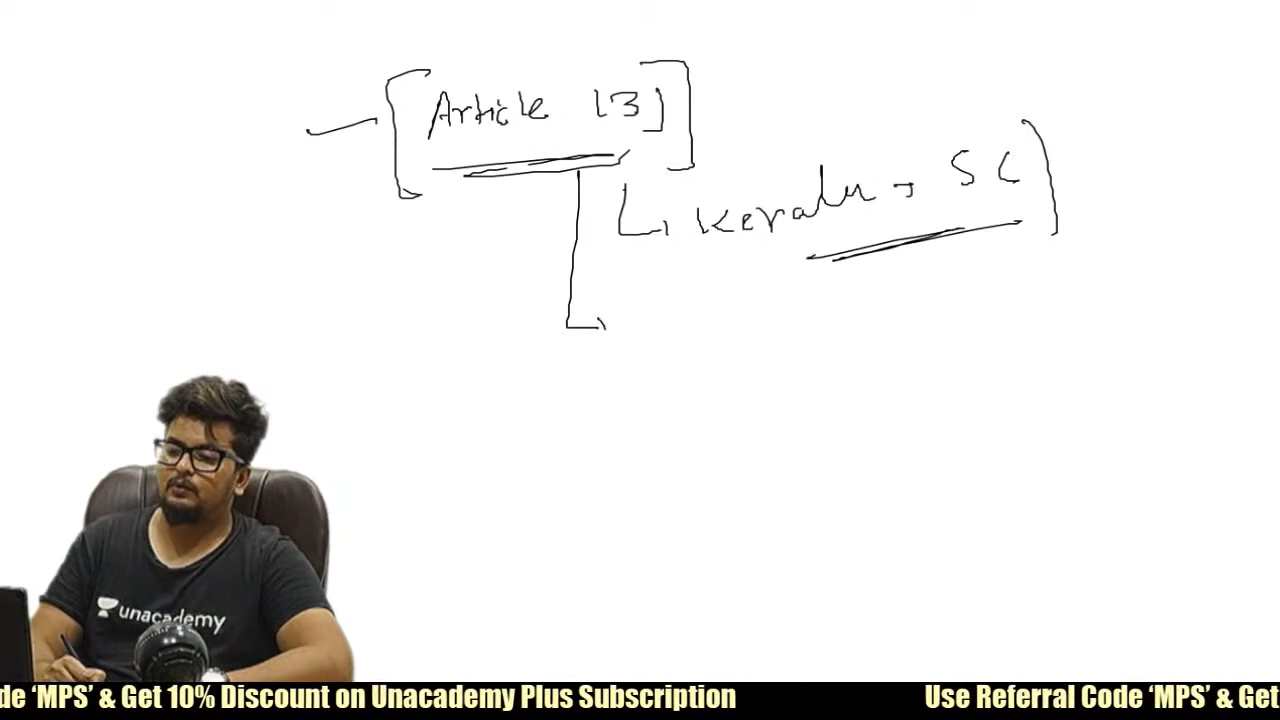 [Article 13]
Kerala → SC
unacademy
de ‘MPS’ & Get 10% Discount on Unacademy Plus Subscription
Use Referral Code ‘MPS’ & Get